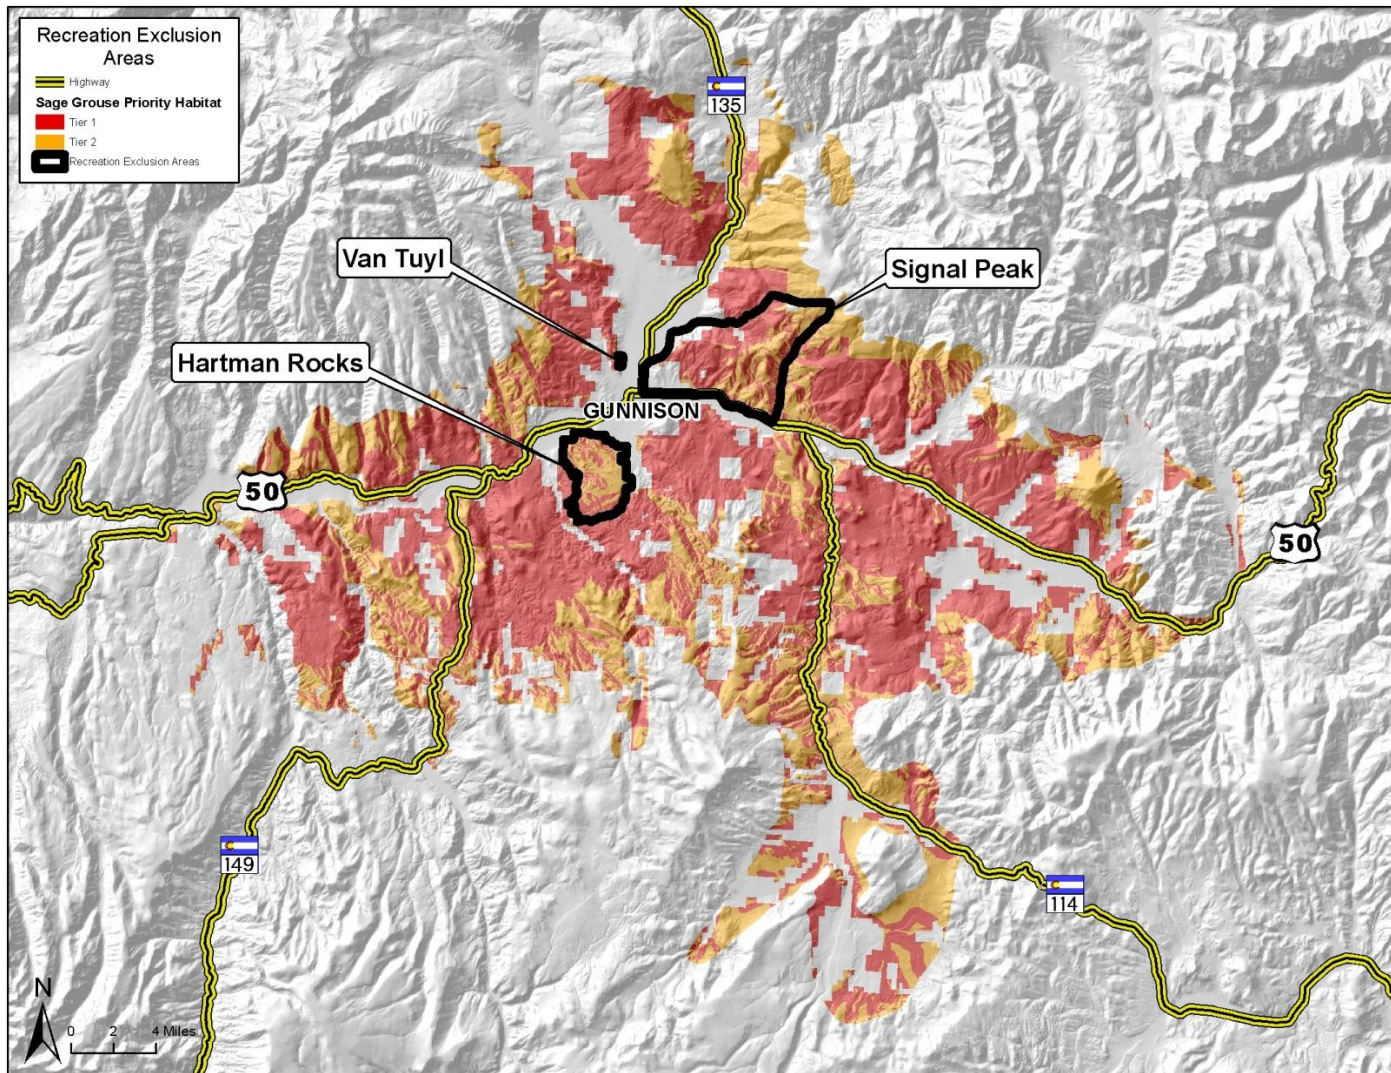 Recreation Exclusion
Areas
Highway
Sage Grouse Priority Habitat
Tier 1
Tier 2
Recreation Exclusion Areas
135
Van Tuyl
Signal Peak
Hartman Rocks
GUNNISON
50
50
149
114
N
0 2 4 Miles